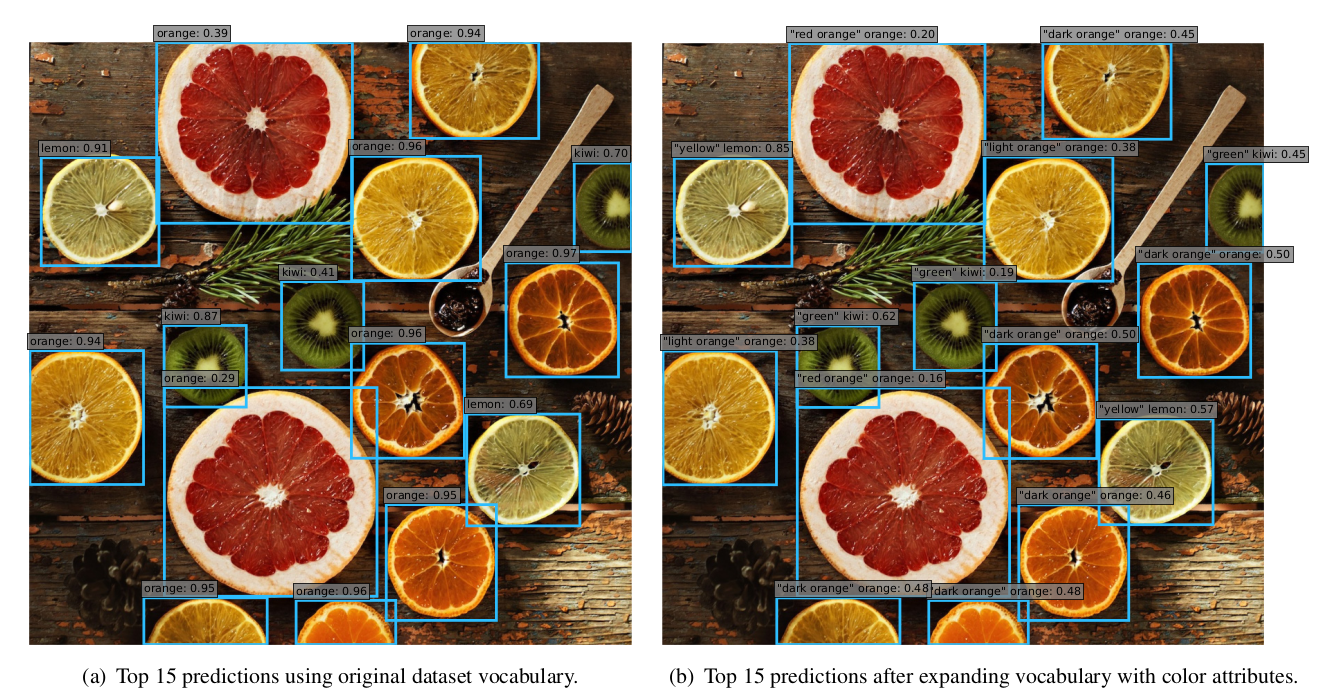 orange: 0.39
orange: 0.94
lemon: 0.91
orange: 0.96
kiwi: 0.70
orange: 0.97
kiwi: 0.41
kiwi: 0.87
orange: 0.96
orange: 0.94
orange: 0.29
lemon: 0.69
orange: 0.95
orange: 0.95
orange: 0.96
(a) Top 15 predictions using original dataset vocabulary.
"red orange" orange: 0.20
"dark orange" orange: 0.45
"yellow" lemon: 0.85
"light orange" orange: 0.38
"green" kiwi: 0.45
"dark orange" orange: 0.50
"green" kiwi: 0.19
"green" kiwi: 0.62
"dark orange" orange: 0.50
"light orange" orange: 0.38
"red orange" orange: 0.16
"yellow" lemon: 0.57
"dark orange" orange: 0.46
"dark orange" orange: 0.48
"dark orange" orange: 0.48
(b) Top 15 predictions after expanding vocabulary with color attributes.